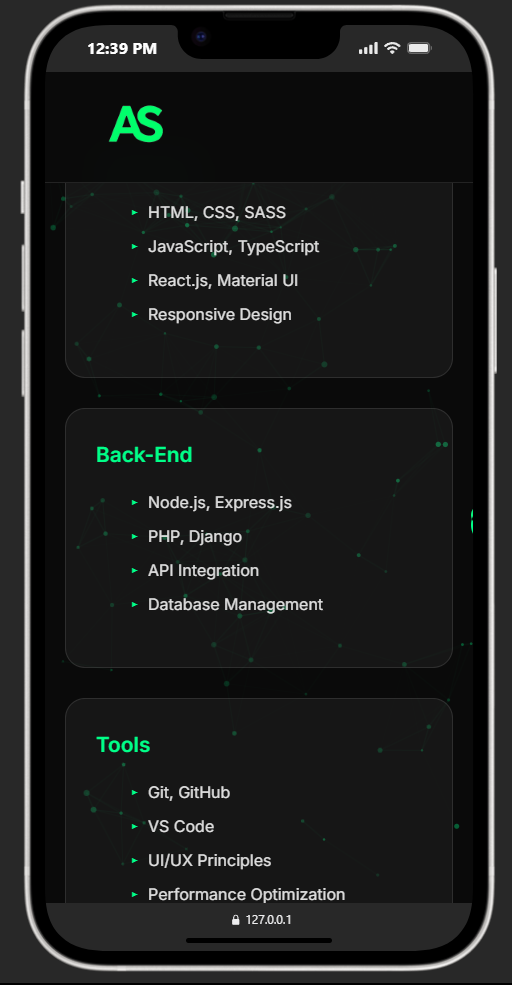 12:39 PM
AS
HTML, CSS, SASS
JavaScript, TypeScript
React.js, Material UI
Responsive Design
Back-End
Node.js, Express.js
PHP, Django
API Integration
Database Management
Tools
Git, GitHub
VS Code
UI/UX Principles
Performance Optimization
127.0.0.1